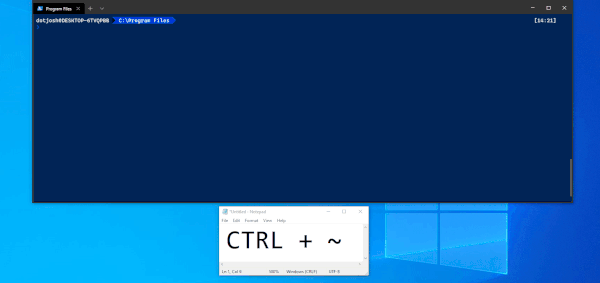 Program Files
dotjosh@DESKTOP-6TVQPBB C:\Program Files [14:21]
Untitled - Notepad
File Edit Format View Help
CTRL + ~
Ln 1, Col 9 500% Windows (CRLF) UTF-8